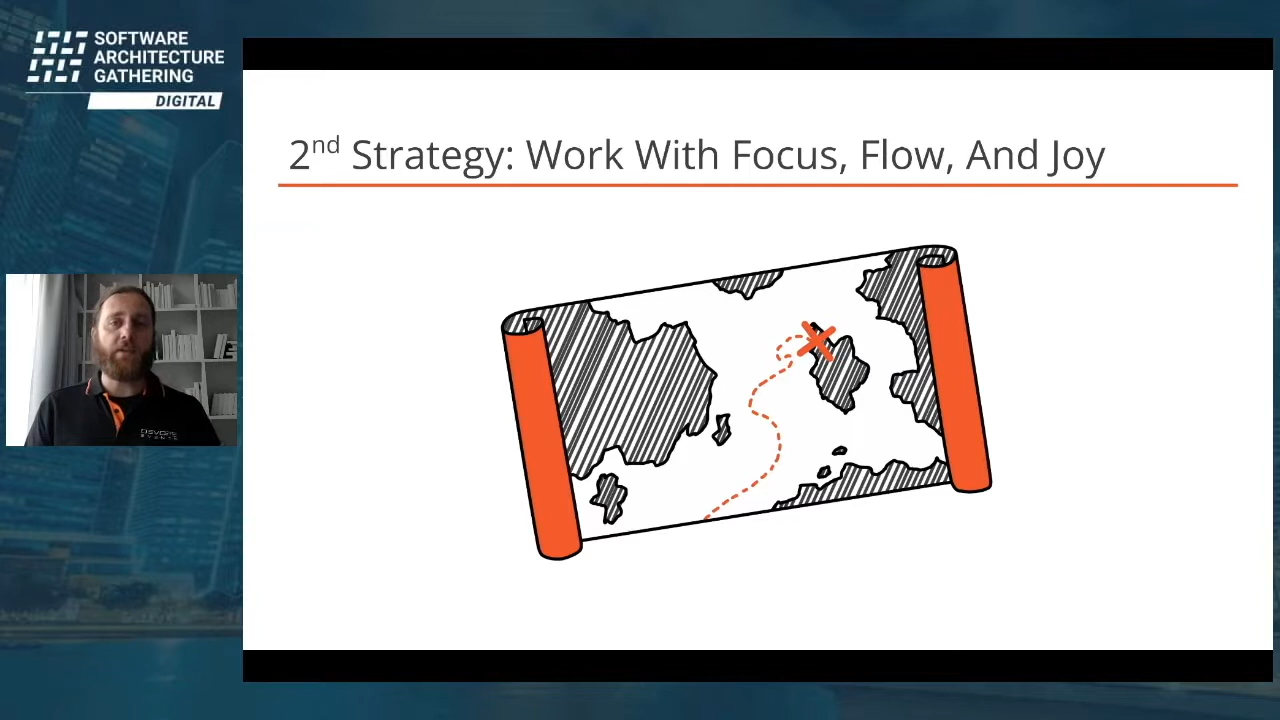 SOFTWARE
ARCHITECTURE
GATHERING
DIGITAL
2nd Strategy: Work With Focus, Flow, And Joy